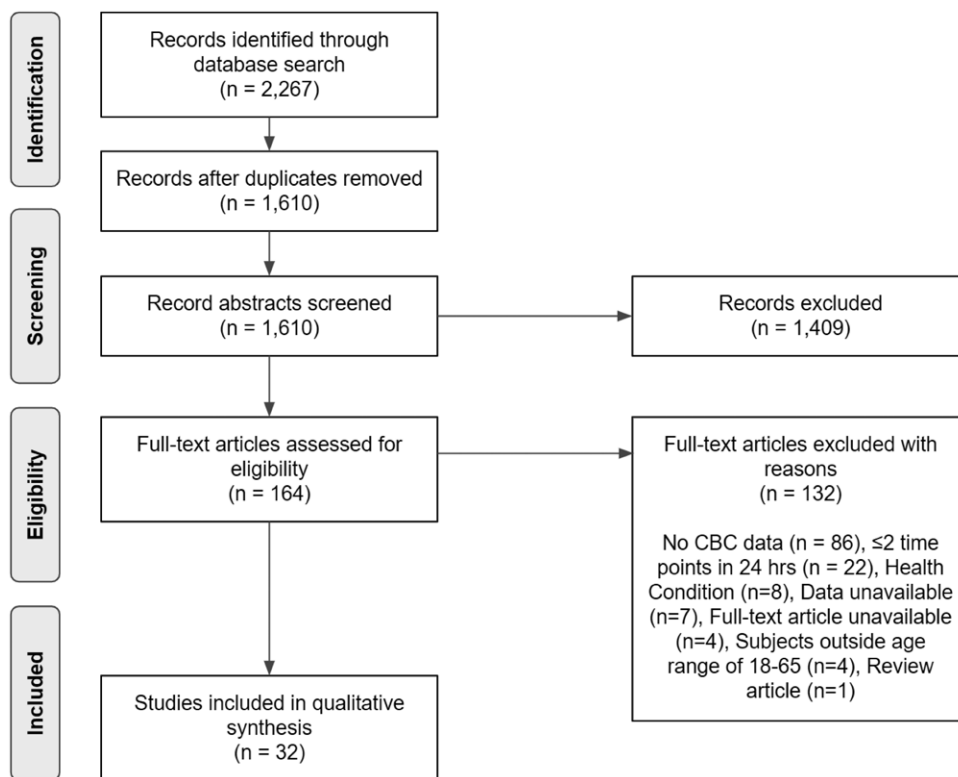 Identification
Records identified through
database search
(n = 2,267)
Records after duplicates removed
(n = 1,610)
Screening
Record abstracts screened
(n = 1,610)
Records excluded
(n = 1,409)
Eligibility
Full-text articles assessed for
eligibility
(n = 164)
Full-text articles excluded with
reasons
(n = 132)
No CBC data (n = 86), ≤2 time
points in 24 hrs (n = 22), Health
Condition (n=8), Data unavailable
(n=7), Full-text article unavailable
(n=4), Subjects outside age
range of 18-65 (n=4), Review
article (n=1)
Included
Studies included in qualitative
synthesis
(n = 32)